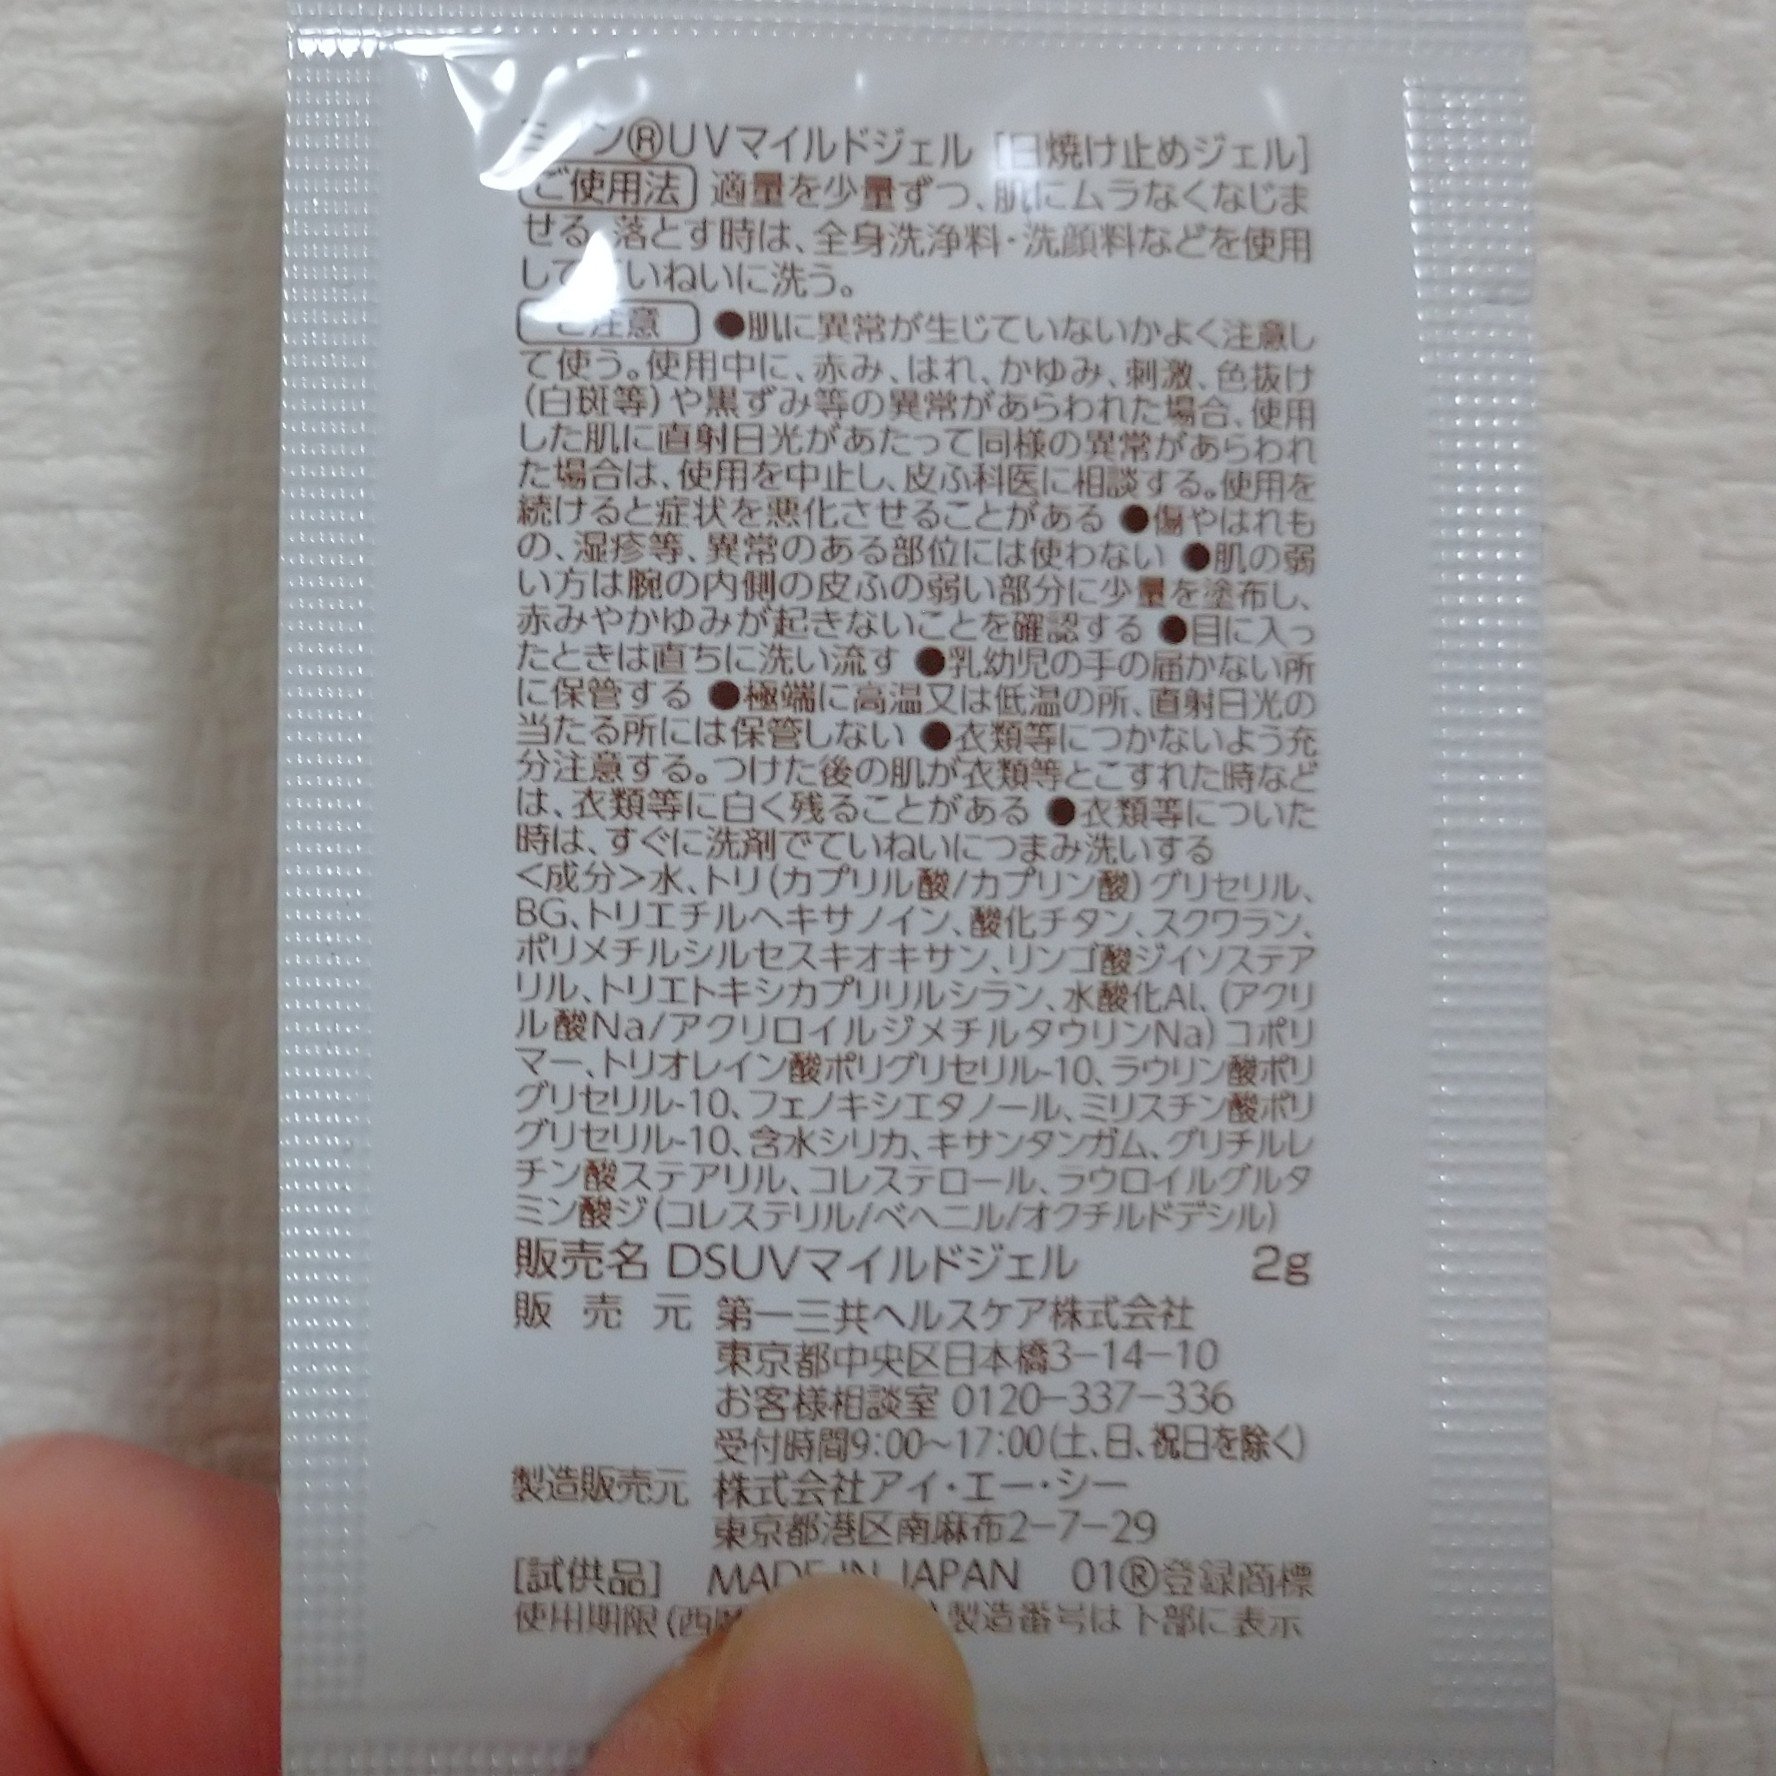 ン®UVマイルドジェル [日焼け止めジェル]
ご使用法 適量を少量ずつ、肌にムラなくなじま
せる 落とす時は、全身洗浄料・洗顔料などを使用
して いねいに洗う。
ご注意 ●肌に異常が生じていないかよく注意し
て使う。使用中に、赤み、はれ、かゆみ、刺激、色抜け
(白斑等)や黒ずみ等の異常があらわれた場合、使用
した肌に直射日光があたって同様の異常があらわれ
た場合は、使用を中止し、皮ふ科医に相談する。使用を
続けると症状を悪化させることがある ●傷やはれも
の、湿疹等、異常のある部位には使わない ●肌の弱
い方は腕の内側の皮ふの弱い部分に少量を塗布し、
赤みやかゆみが起きないことを確認する ●目に入っ
たときは直ちに洗い流す ●乳幼児の手の届かない所
に保管する ●極端に高温又は低温の所、直射日光の
当たる所には保管しない ●衣類等につかないよう充
分注意する。つけた後の肌が衣類等とこすれた時など
は、衣類等に白く残ることがある ●衣類等についた
時は、すぐに洗剤でていねいにつまみ洗いする
<成分>水、トリ(カプリル酸/カプリン酸)グリセリル、
BG、トリエチルヘキサノイン、酸化チタン、スクワラン、
ポリメチルシルセスキオキサン、リンゴ酸ジイソステア
リル、トリエトキシカプリリルシラン、水酸化Al、(アクリ
ル酸Na/アクリロイルジメチルタウリンNa)コポリ
マー、トリオレイン酸ポリグリセリル-10、ラウリン酸ポリ
グリセリル-10、フェノキシエタノール、ミリスチン酸ポリ
グリセリル-10、含水シリカ、キサンタンガム、グリチルレ
チン酸ステアリル、コレステロール、ラウロイルグルタ
ミン酸ジ(コレステリル/ベヘニル/オクチルドデシル)
販売名 DSUVマイルドジェル 2g
販売元 第一三共ヘルスケア株式会社
東京都中央区日本橋3-14-10
お客様相談室 0120-337-336
受付時間9:00〜17:00(土、日、祝日を除く)
製造販売元 株式会社アイ・エー・シー
東京都港区南麻布2-7-29
[試供品] MADE IN JAPAN 01®登録商標
使用期限(西 製造番号は下部に表示